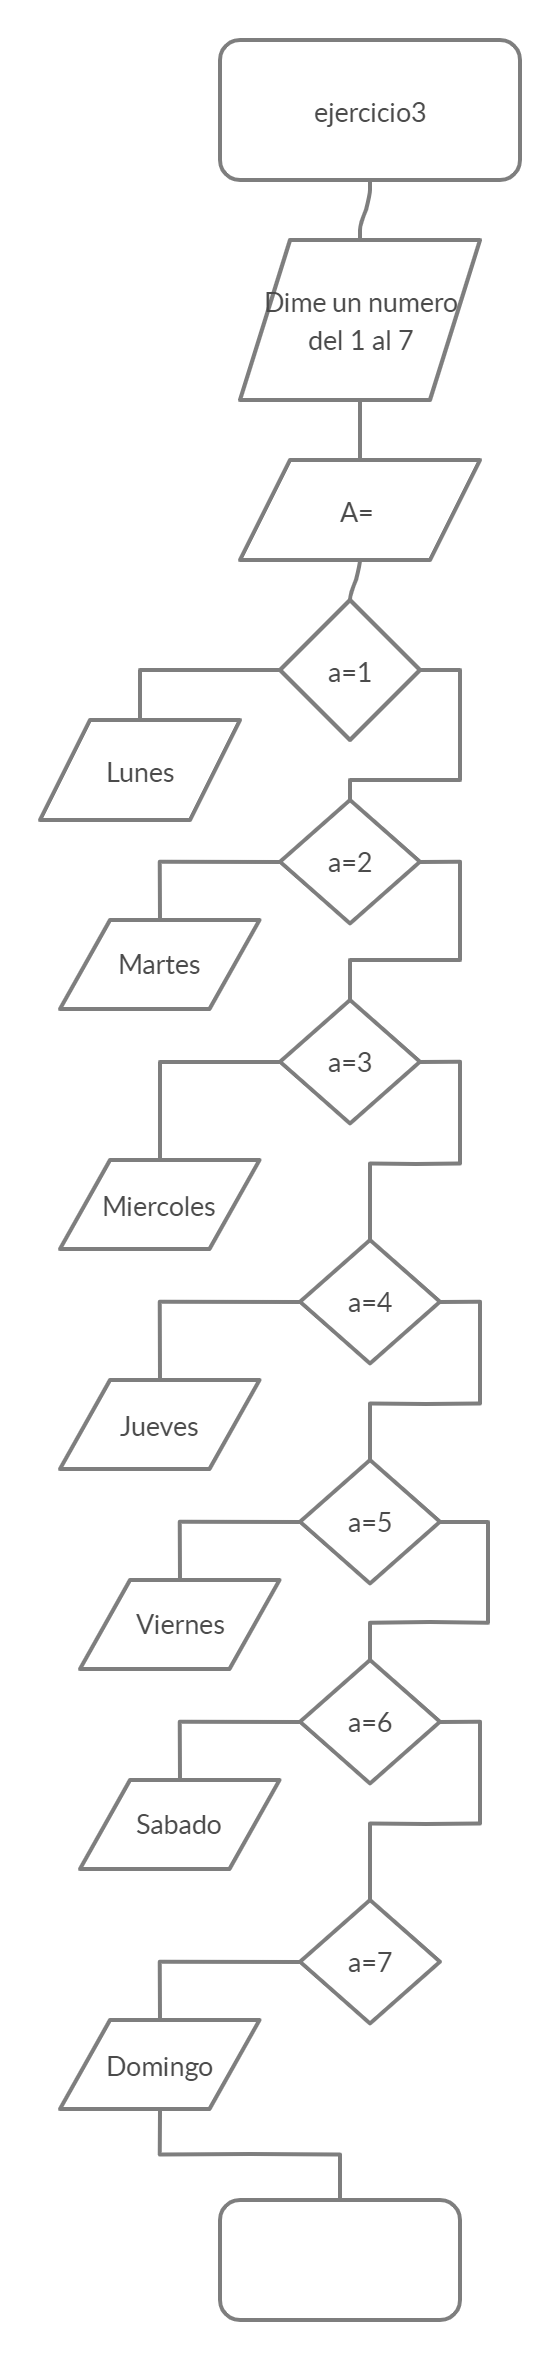 ejercicio3
Dime un numero
del 1 al 7
A=
a=1
Lunes
a=2
Martes
a=3
Miercoles
a=4
Jueves
a=5
Viernes
a=6
Sabado
a=7
Domingo